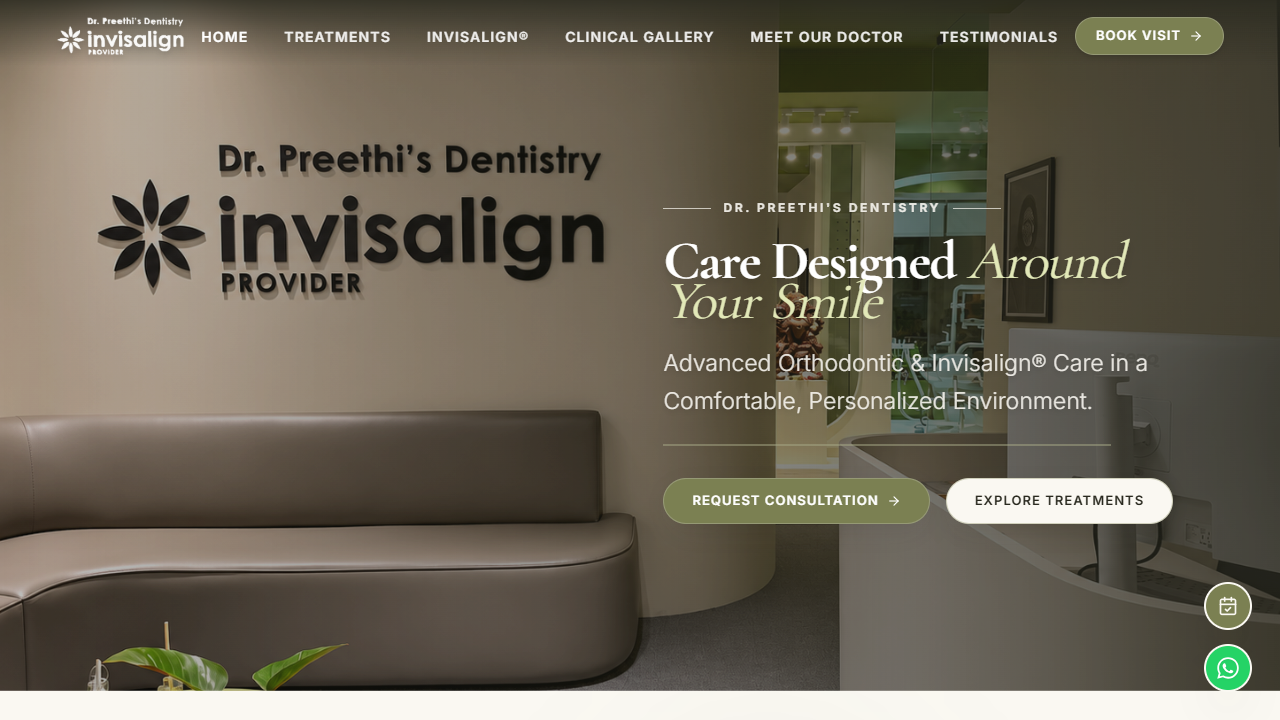 Dr. Preethi's Dentistry
invisalign
PROVIDER
HOME
TREATMENTS
INVISALIGN®
CLINICAL GALLERY
MEET OUR DOCTOR
TESTIMONIALS
BOOK VISIT →
Dr. Preethi's Dentistry
invisalign
PROVIDER
DR. PREETHI'S DENTISTRY
Care Designed Around
Your Smile
Advanced Orthodontic & Invisalign® Care in a
Comfortable, Personalized Environment.
REQUEST CONSULTATION →
EXPLORE TREATMENTS